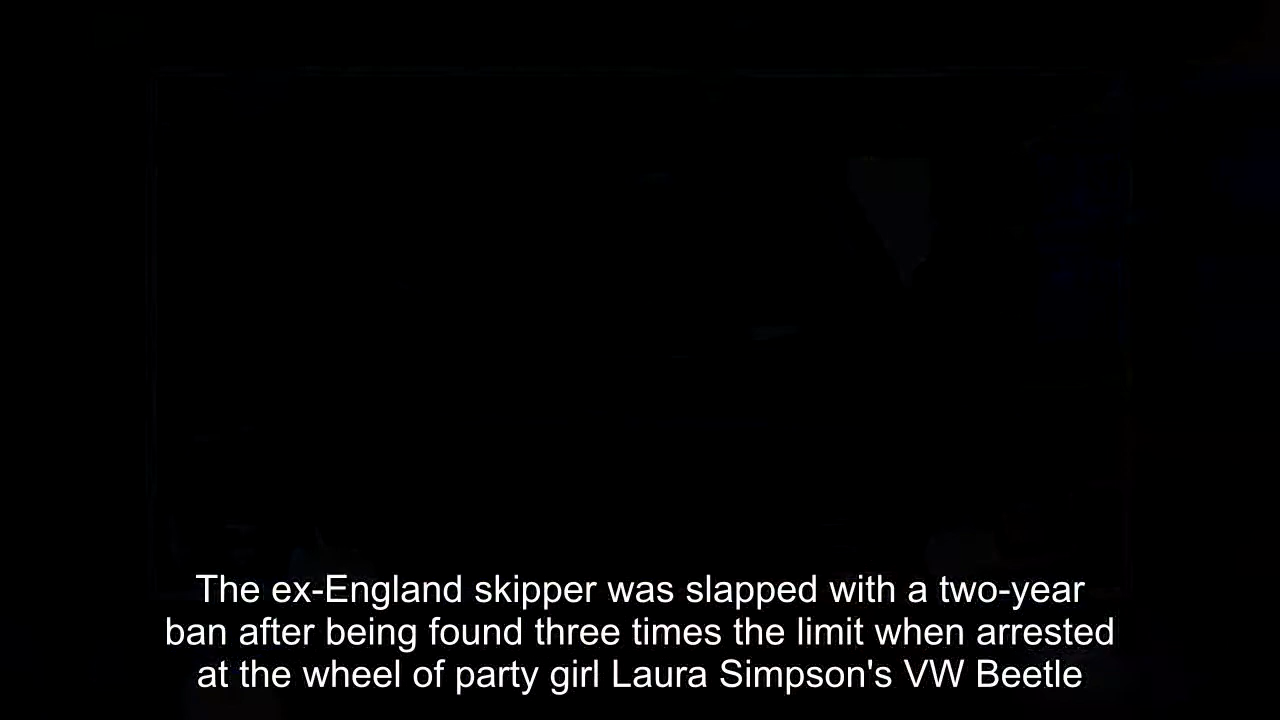 The ex-England skipper was slapped with a two-year
ban after being found three times the limit when arrested
at the wheel of party girl Laura Simpson's VW Beetle